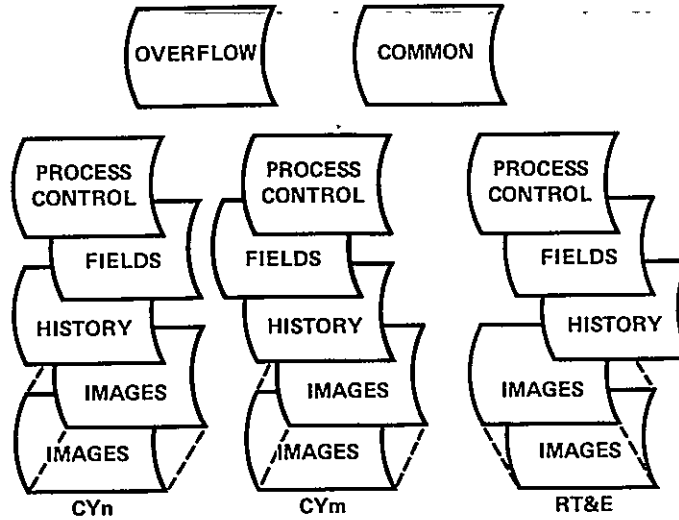 OVERFLOW
COMMON
PROCESS
CONTROL
FIELDS
HISTORY
IMAGES
IMAGES
CYn
PROCESS
CONTROL
FIELDS
HISTORY
IMAGES
IMAGES
CYm
PROCESS
CONTROL
FIELDS
HISTORY
IMAGES
IMAGES
RT&E